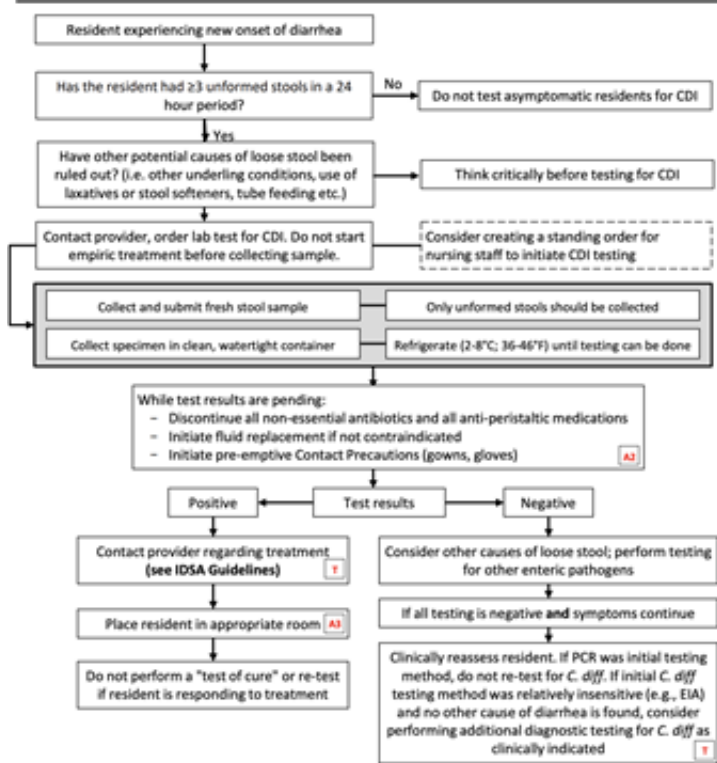 Resident experiencing new onset of diarrhea
Has the resident had ≥3 unformed stools in a 24
hour period?
No
Do not test asymptomatic residents for CDI
Yes
Have other potential causes of loose stool been
ruled out? (i.e. other underling conditions, use of
laxatives or stool softeners, tube feeding etc.)
Think critically before testing for CDI
Contact provider, order lab test for CDI. Do not start
empiric treatment before collecting sample.
Consider creating a standing order for
nursing staff to initiate CDI testing
Collect and submit fresh stool sample
Only unformed stools should be collected
Collect specimen in clean, watertight container
Refrigerate (2-8°C; 36-46°F) until testing can be done
While test results are pending:
− Discontinue all non-essential antibiotics and all anti-peristaltic medications
− Initiate fluid replacement if not contraindicated
− Initiate pre-emptive Contact Precautions (gowns, gloves)
A2
Positive
Test results
Negative
Contact provider regarding treatment
(see IDSA Guidelines)
T
Consider other causes of loose stool; perform testing
for other enteric pathogens
Place resident in appropriate room
A3
If all testing is negative and symptoms continue
Do not perform a "test of cure" or re-test
if resident is responding to treatment
Clinically reassess resident. If PCR was initial testing
method, do not re-test for C. diff. If initial C. diff
testing method was relatively insensitive (e.g., EIA)
and no other cause of diarrhea is found, consider
performing additional diagnostic testing for C. diff as
clinically indicated
T